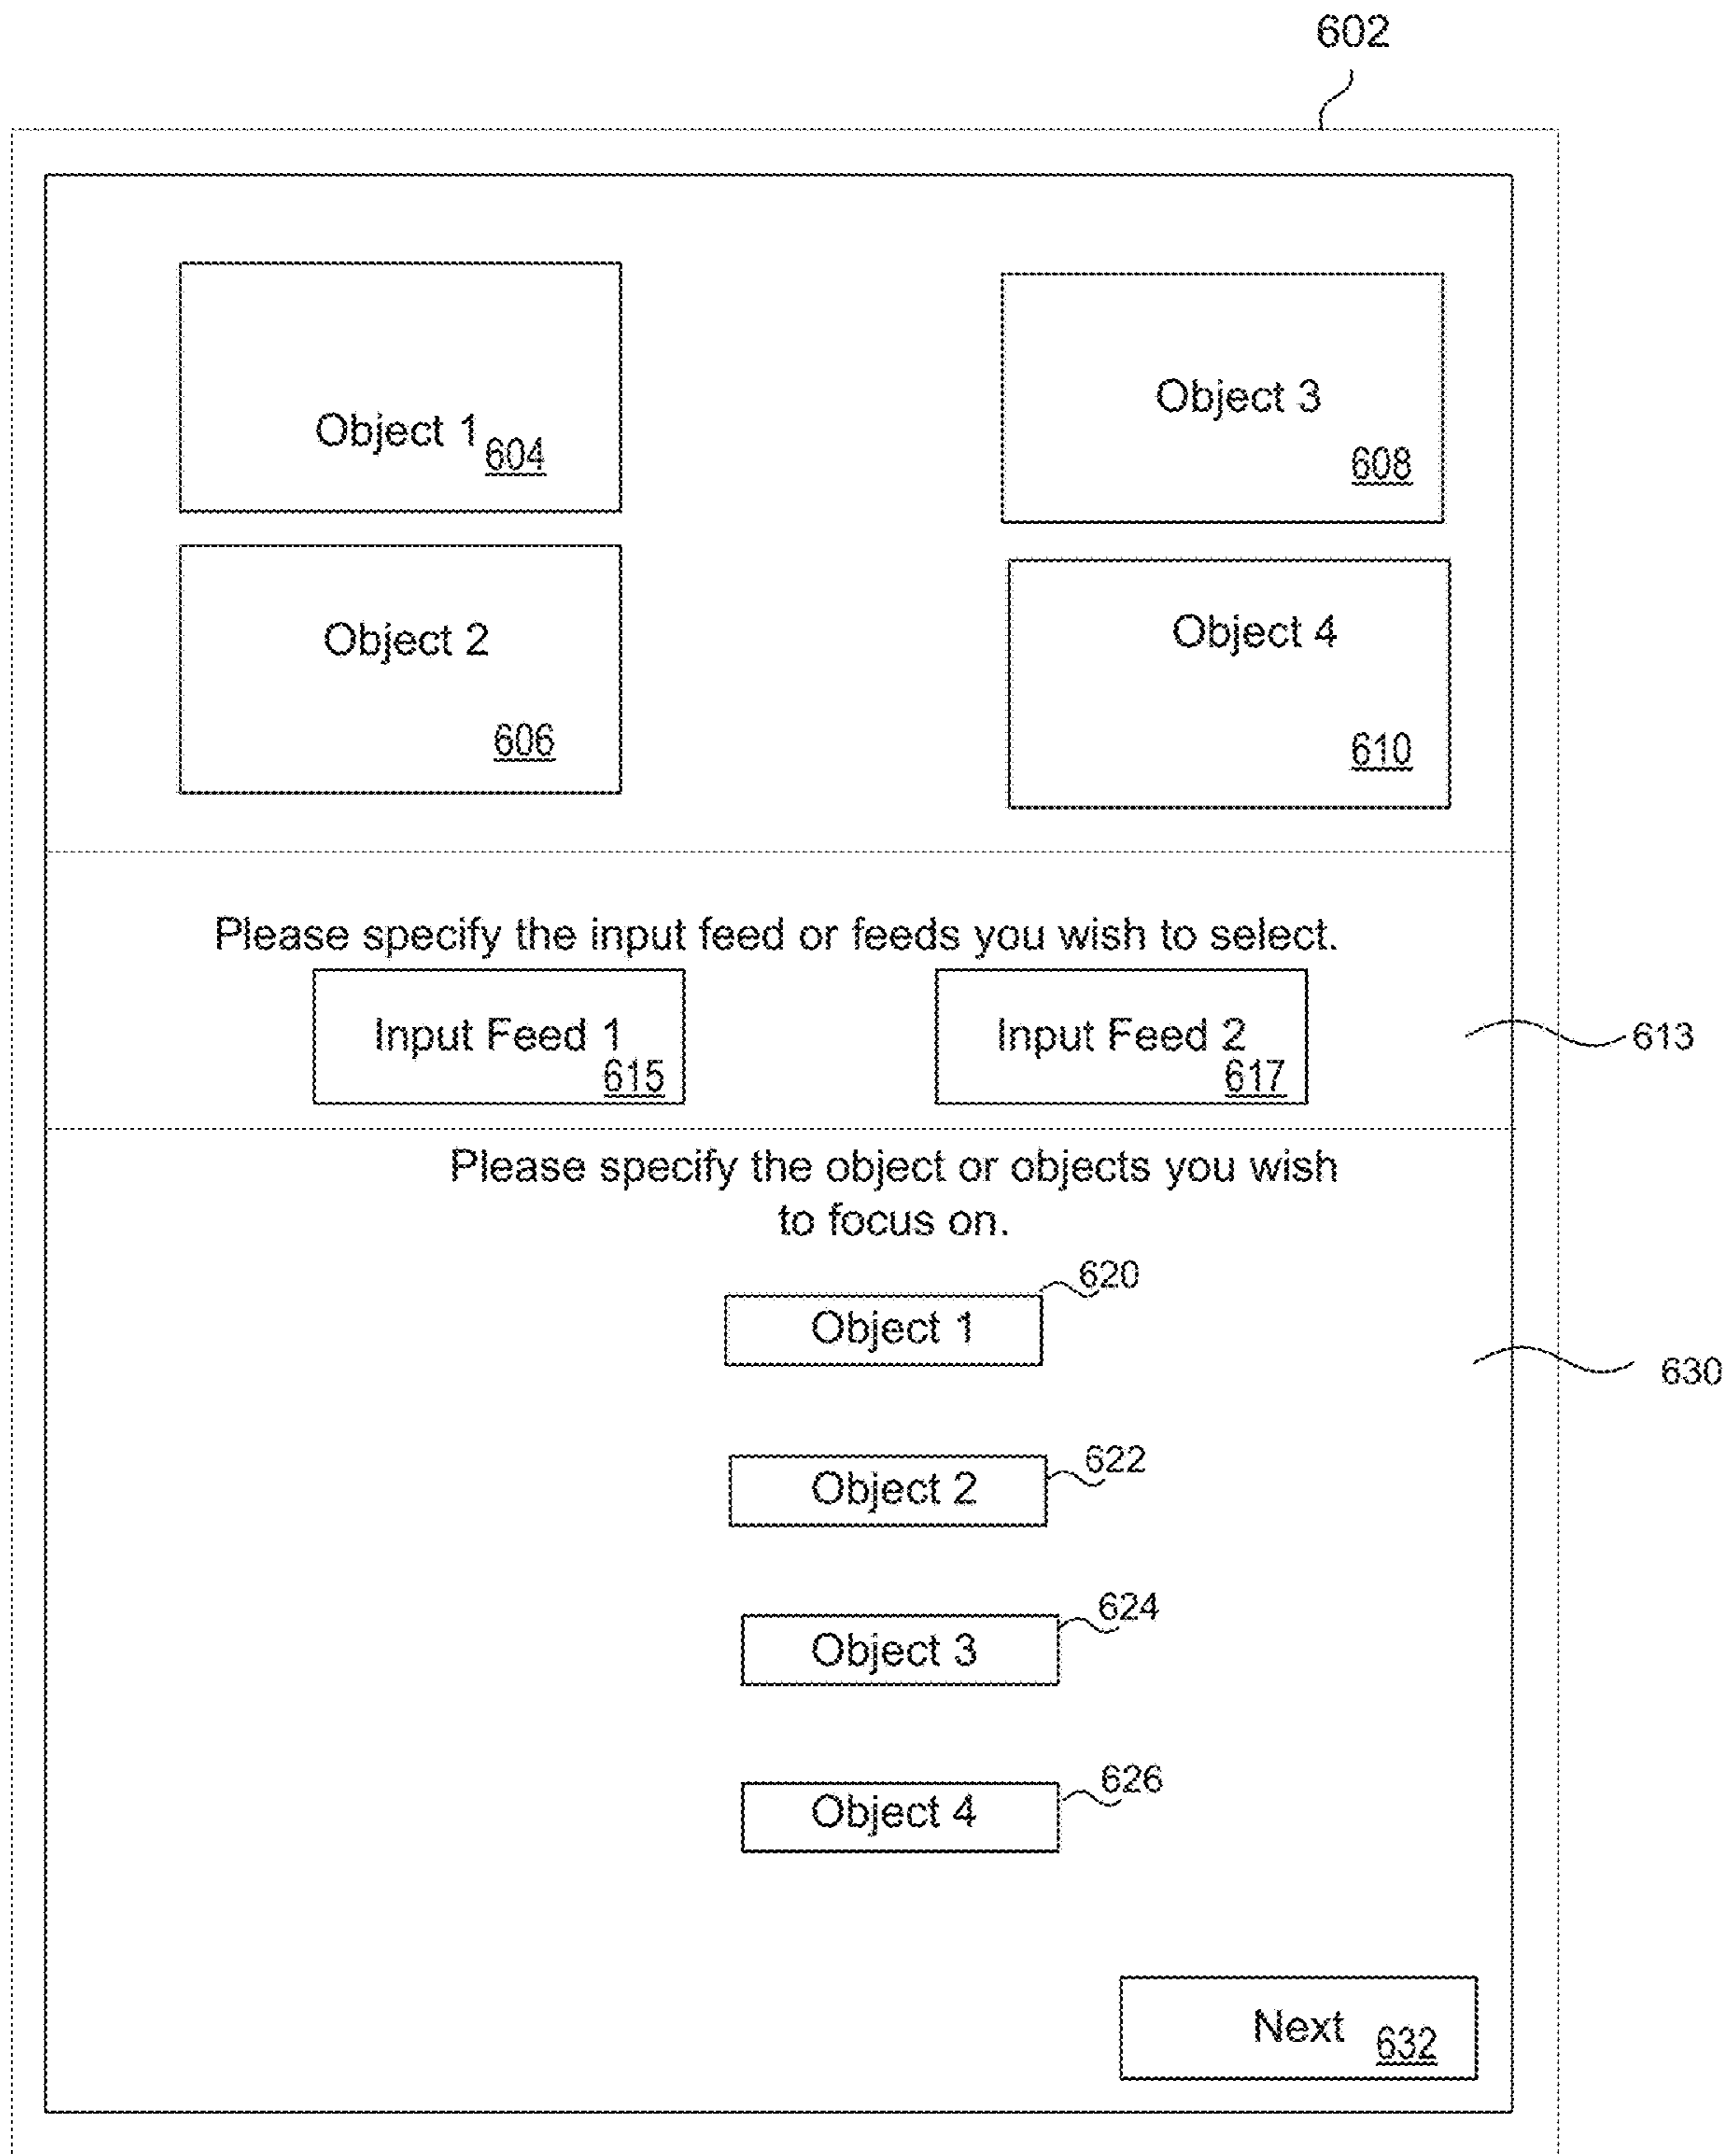 602
Object 1
604
Object 3
608
Object 2
606
Object 4
610
Please specify the input feed or feeds you wish to select.
Input Feed 1
615
Input Feed 2
617
613
Please specify the object or objects you wish
to focus on.
620
Object 1
630
622
Object 2
624
Object 3
626
Object 4
Next 632